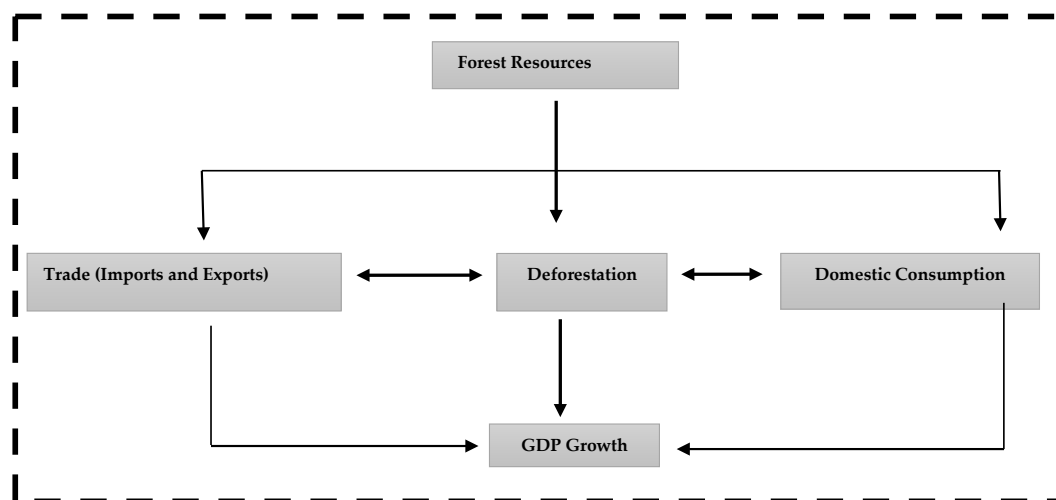 Forest Resources
Trade (Imports and Exports)
Deforestation
Domestic Consumption
GDP Growth